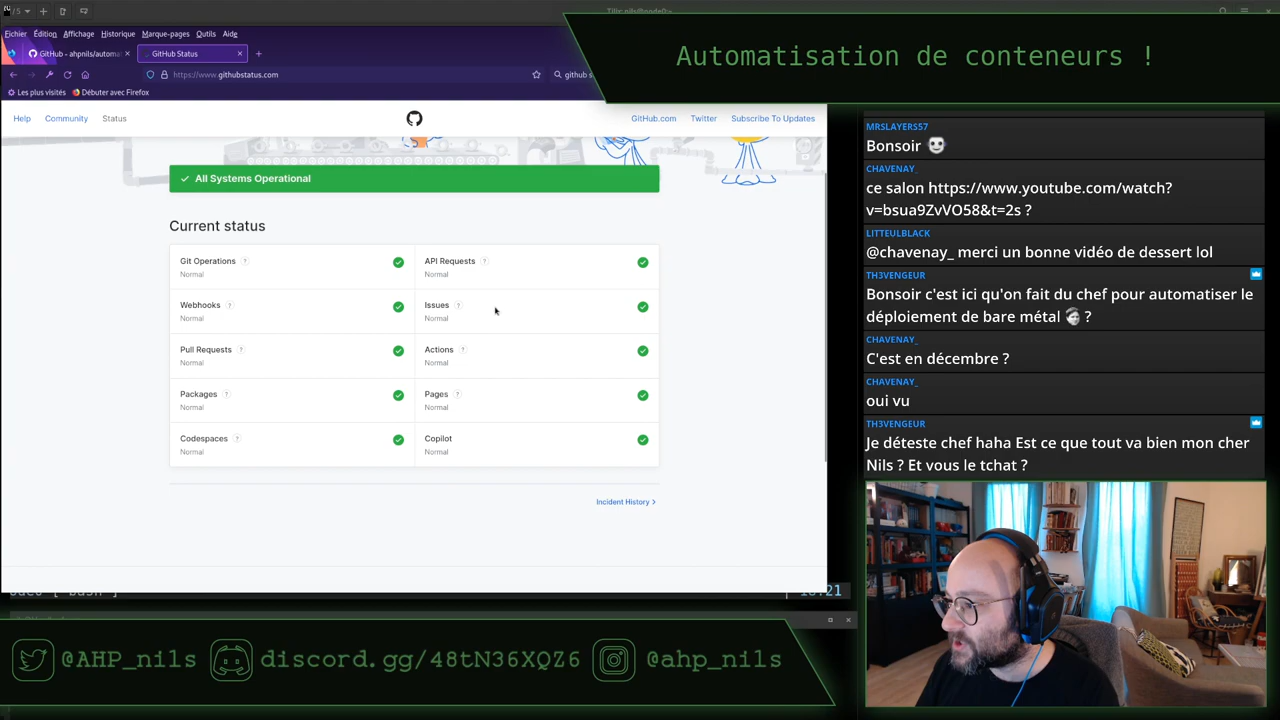 Fichier Édition Affichage Historique Marque-pages Outils Aide
GitHub - ahpnils/automa
GitHub Status
https://www.githubstatus.com
github s
Les plus visités
Débuter avec Firefox
Help
Community
Status
GitHub.com
Twitter
Subscribe To Updates
All Systems Operational
Current status
Git Operations ?
Normal
API Requests ?
Normal
Webhooks ?
Normal
Issues ?
Normal
Pull Requests ?
Normal
Actions ?
Normal
Packages ?
Normal
Pages ?
Normal
Codespaces ?
Normal
Copilot
Normal
Incident History
Automatisation de conteneurs !
MRSLAYERS57
Bonsoir
CHAVENAY_
ce salon https://www.youtube.com/watch?
v=bsua9ZvVO58&t=2s ?
LITTEULBLACK
@chavenay_ merci un bonne vidéo de dessert lol
TH3VENGEUR
Bonsoir c'est ici qu'on fait du chef pour automatiser le
déploiement de bare métal ?
CHAVENAY_
C'est en décembre ?
CHAVENAY_
oui vu
TH3VENGEUR
Je déteste chef haha Est ce que tout va bien mon cher
Nils ? Et vous le tchat ?
@AHP_nils
discord.gg/48tN36XQZ6
@ahp_nils